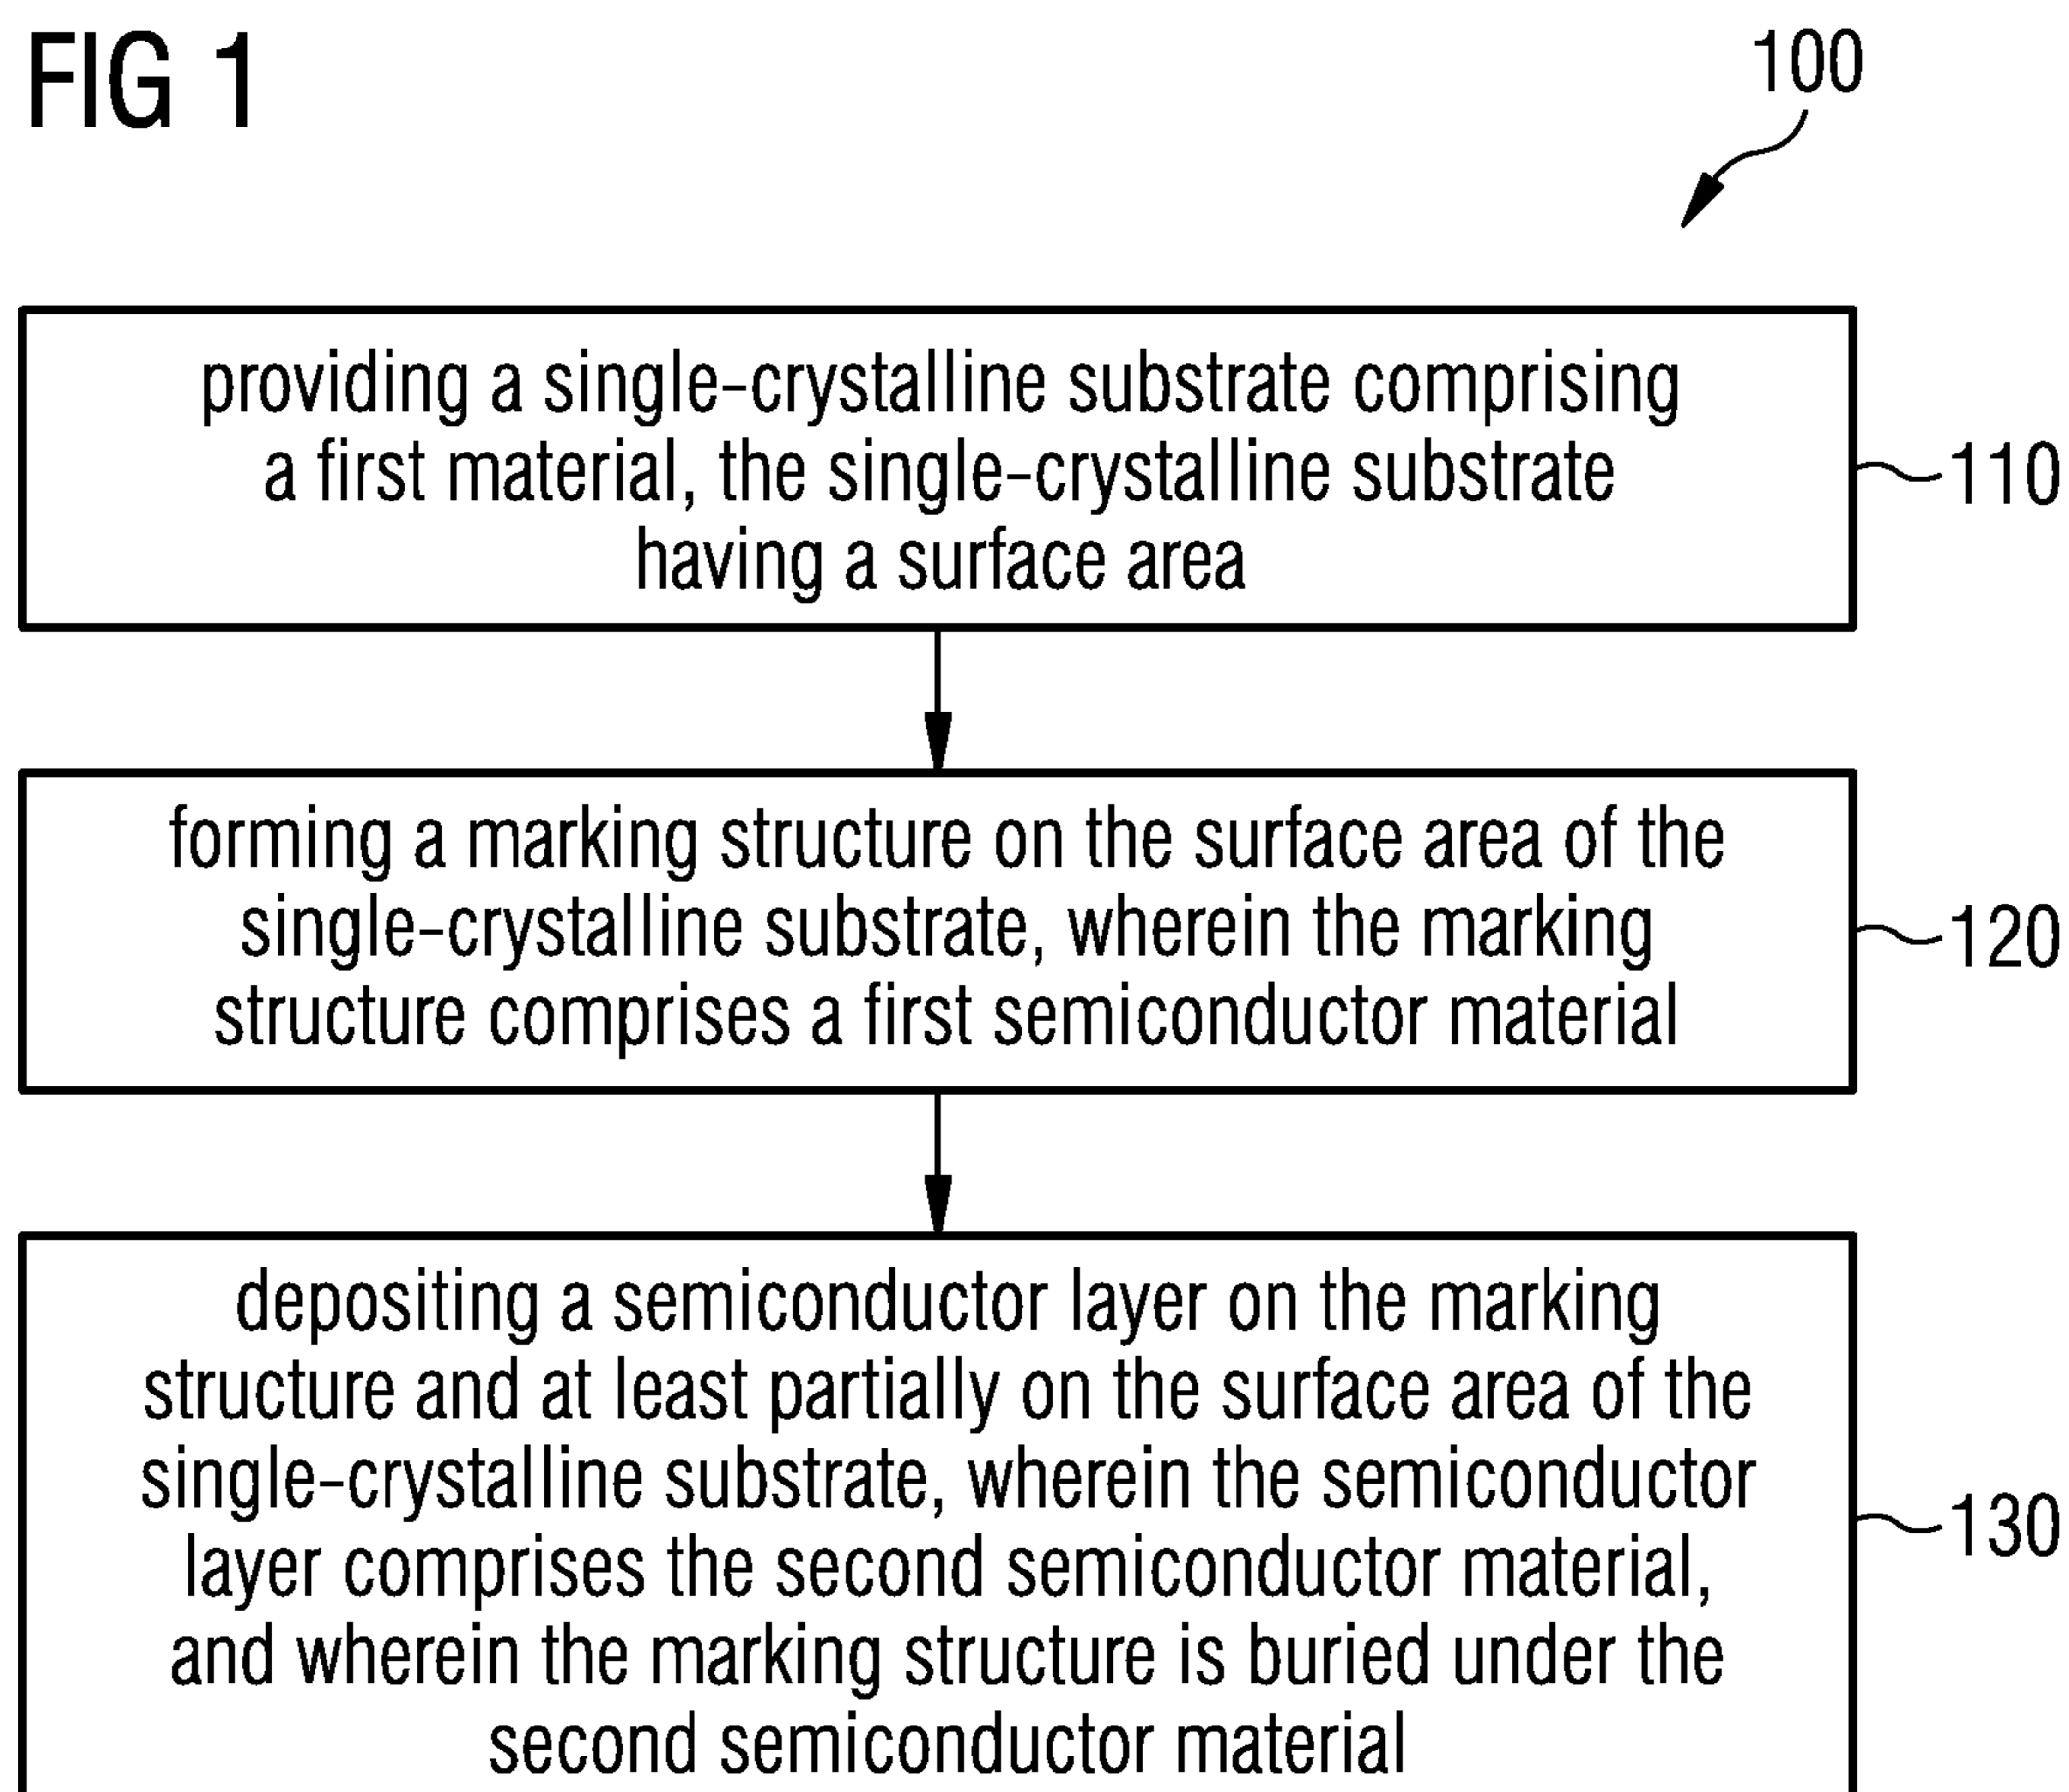 FIG 1
100
providing a single-crystalline substrate comprising
a first material, the single-crystalline substrate
having a surface area
110
forming a marking structure on the surface area of the
single-crystalline substrate, wherein the marking
structure comprises a first semiconductor material
120
depositing a semiconductor layer on the marking
structure and at least partially on the surface area of the
single-crystalline substrate, wherein the semiconductor
layer comprises the second semiconductor material,
and wherein the marking structure is buried under the
second semiconductor material
130